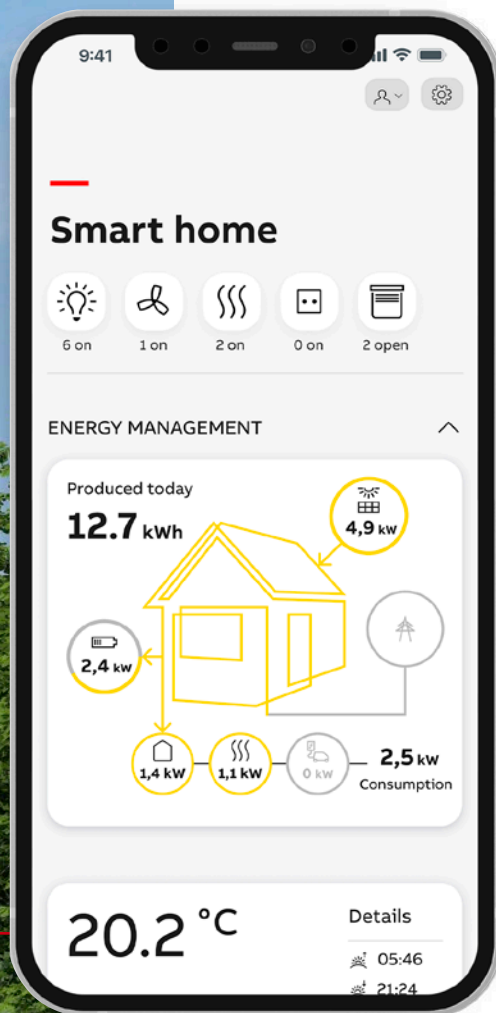 9:41
Smart home
6 on
1 on
2 on
0 on
2 open
ENERGY MANAGEMENT
Produced today
12.7 kWh
4,9 kW
2,4 kW
1,4 kW
1,1 kW
0 kW
2,5 kW
Consumption
20.2 °C
Details
05:46
21:24